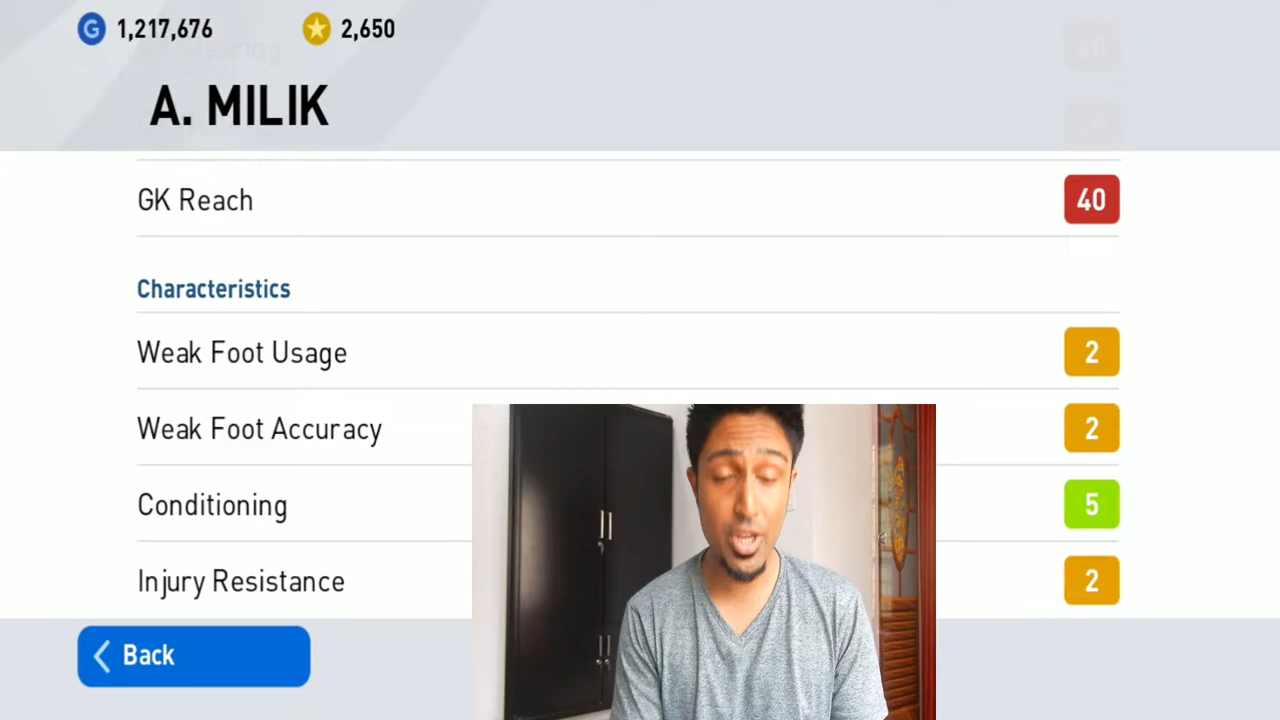 G 1,217,676 2,650
A. MILIK
GK Reach 40
Characteristics
Weak Foot Usage 2
Weak Foot Accuracy 2
Conditioning 5
Injury Resistance 2
Back